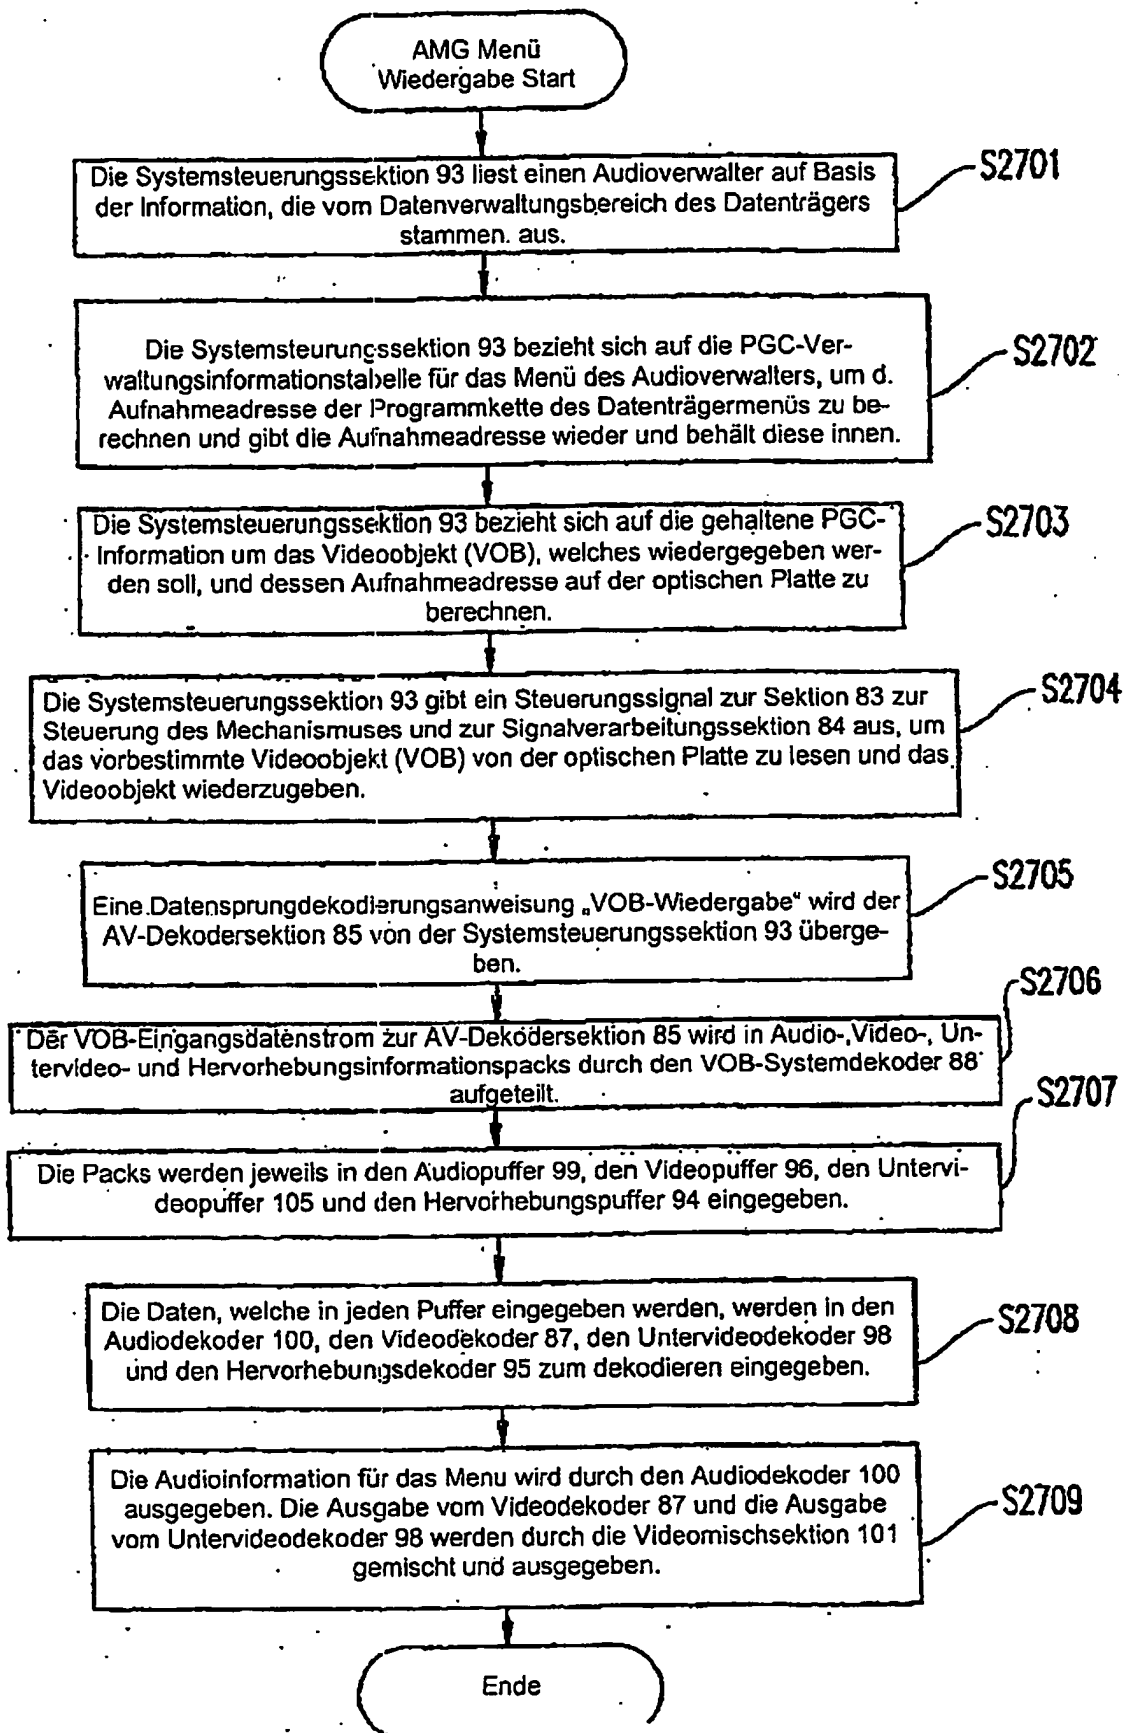 AMG Menü
Wiedergabe Start
Die Systemsteuerungssektion 93 liest einen Audioverwalter auf Basis
der Information, die vom Datenverwaltungsbereich des Datenträgers
stammen. aus.
S2701
Die Systemsteurungssektion 93 bezieht sich auf die PGC-Ver-
waltungsinformationstabelle für das Menü des Audioverwalters, um d.
Aufnahmeadresse der Programmkette des Datenträgermenüs zu be-
rechnen und gibt die Aufnahmeadresse wieder und behält diese innen.
S2702
Die Systemsteuerungssektion 93 bezieht sich auf die gehaltene PGC-
Information um das Videoobjekt (VOB), welches wiedergegeben wer-
den soll, und dessen Aufnahmeadresse auf der optischen Platte zu
berechnen.
S2703
Die Systemsteuerungssektion 93 gibt ein Steuerungssignal zur Sektion 83 zur
Steuerung des Mechanismuses und zur Signalverarbeitungssektion 84 aus, um
das vorbestimmte Videoobjekt (VOB) von der optischen Platte zu lesen und das
Videoobjekt wiederzugeben.
S2704
Eine Datensprungdekodierungsanweisung „VOB-Wiedergabe“ wird der
AV-Dekodersektion 85 von der Systemsteuerungssektion 93 überge-
ben.
S2705
Der VOB-Eingangsdatenstrom zur AV-Dekodersektion 85 wird in Audio-,Video-, Un-
tervideo- und Hervorhebungsinformationspacks durch den VOB-Systemdekoder 88
aufgeteilt.
S2706
Die Packs werden jeweils in den Audiopuffer 99, den Videopuffer 96, den Untervi-
deopuffer 105 und den Hervorhebungspuffer 94 eingegeben.
S2707
Die Daten, welche in jeden Puffer eingegeben werden, werden in den
Audiodekoder 100, den Videodekoder 87, den Untervideodekoder 98
und den Hervorhebungsdekoder 95 zum dekodieren eingegeben.
S2708
Die Audioinformation für das Menu wird durch den Audiodekoder 100
ausgegeben. Die Ausgabe vom Videodekoder 87 und die Ausgabe
vom Untervideodekoder 98 werden durch die Videomischsektion 101
gemischt und ausgegeben.
S2709
Ende